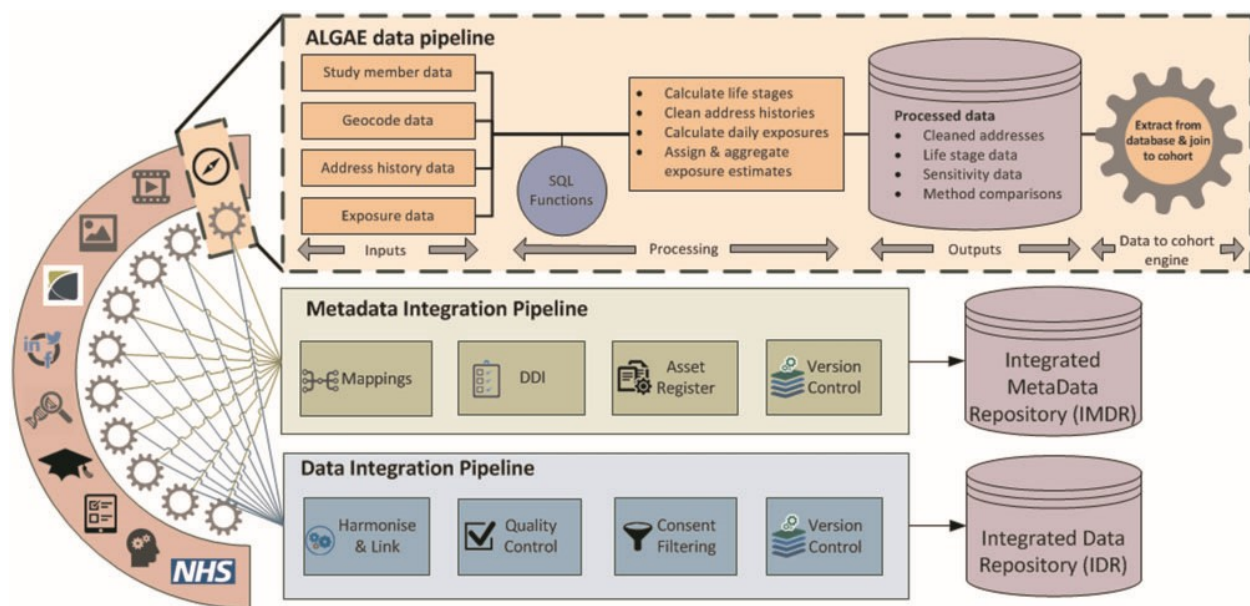 ALGAE data pipeline
Study member data
Geocode data
Address history data
Exposure data
SQL
Functions
• Calculate life stages
• Clean address histories
• Calculate daily exposures
• Assign & aggregate
exposure estimates
Processed data
• Cleaned addresses
• Life stage data
• Sensitivity data
• Method comparisons
Extract from
database & join
to cohort
Inputs
Processing
Outputs
Data to cohort
engine
Metadata Integration Pipeline
Mappings
DDI
Asset
Register
Version
Control
Integrated
MetaData
Repository (IMDR)
Data Integration Pipeline
Harmonise
& Link
Quality
Control
Consent
Filtering
Version
Control
Integrated Data
Repository (IDR)
in
f
NHS